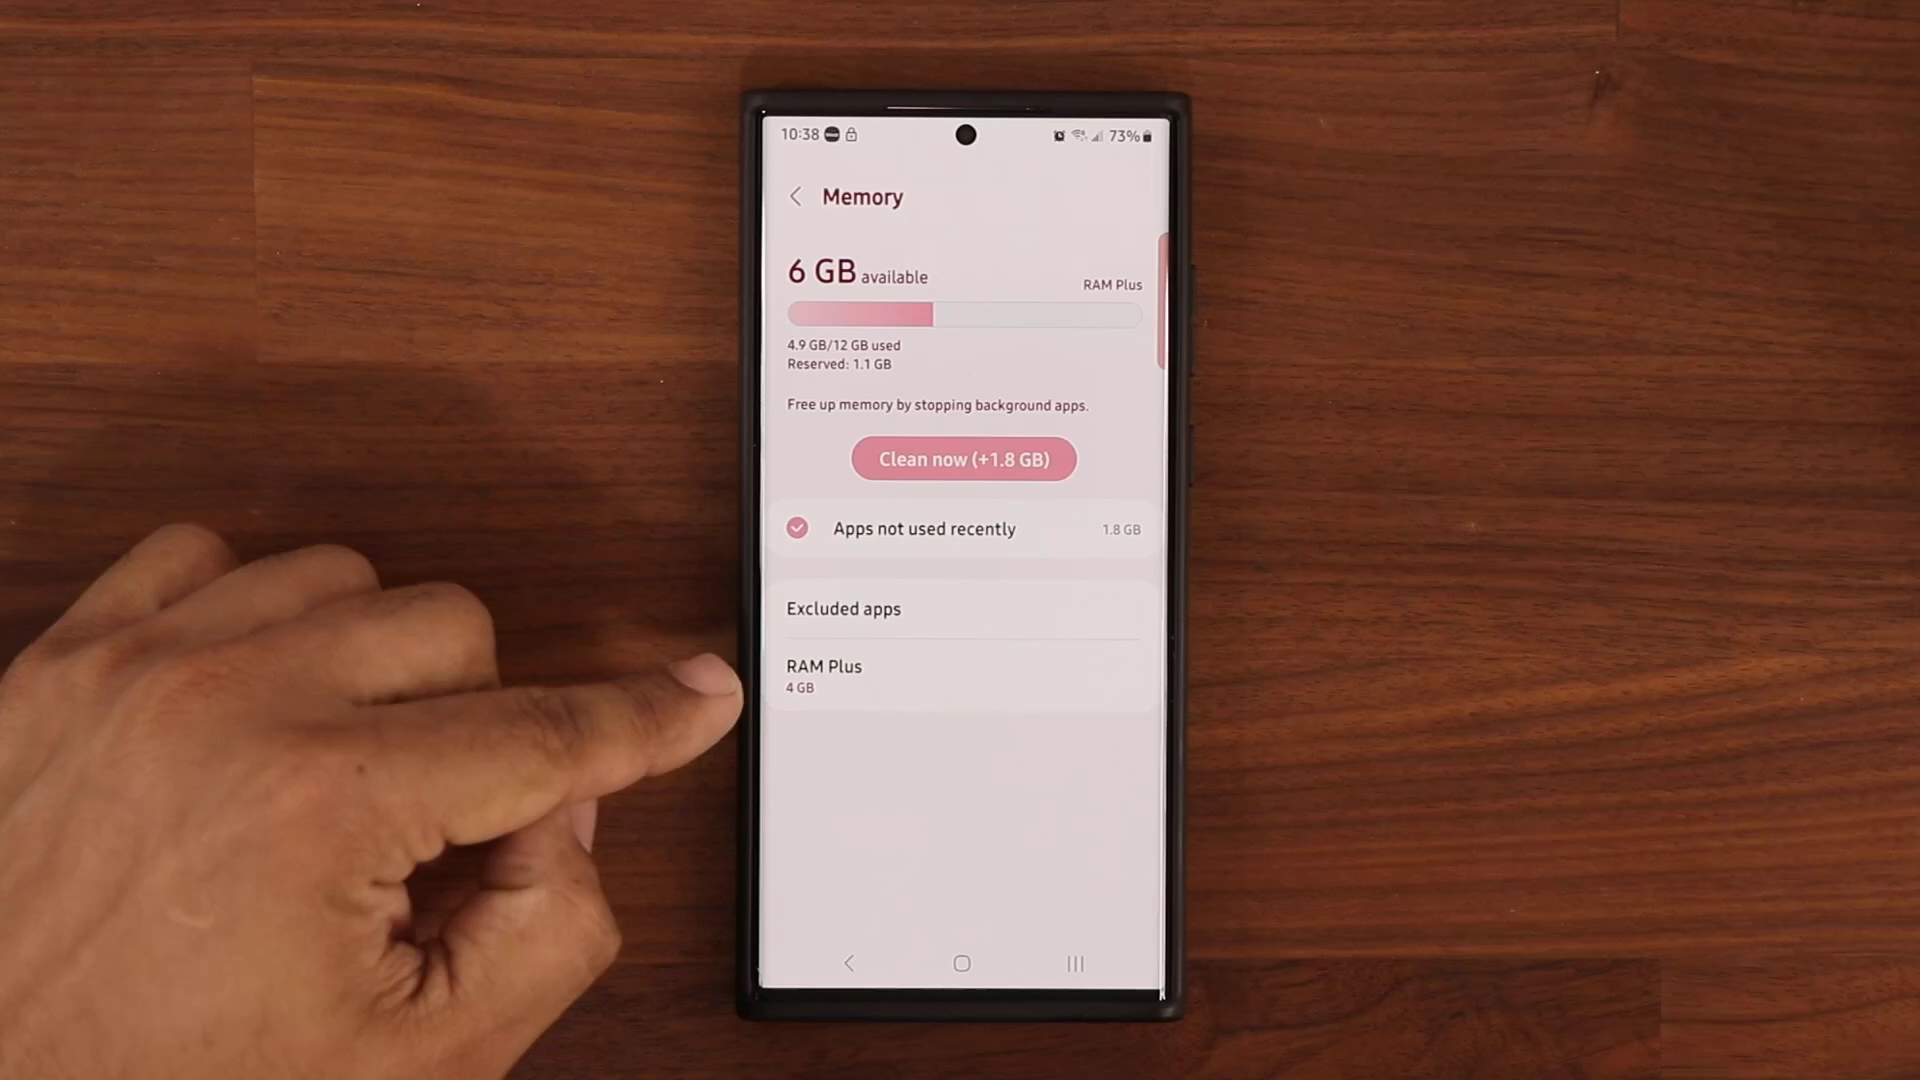 10:38
73%
Memory
6 GB available
RAM Plus
4.9 GB/12 GB used
Reserved: 1.1 GB
Free up memory by stopping background apps.
Clean now (+1.8 GB)
Apps not used recently 1.8 GB
Excluded apps
RAM Plus
4 GB